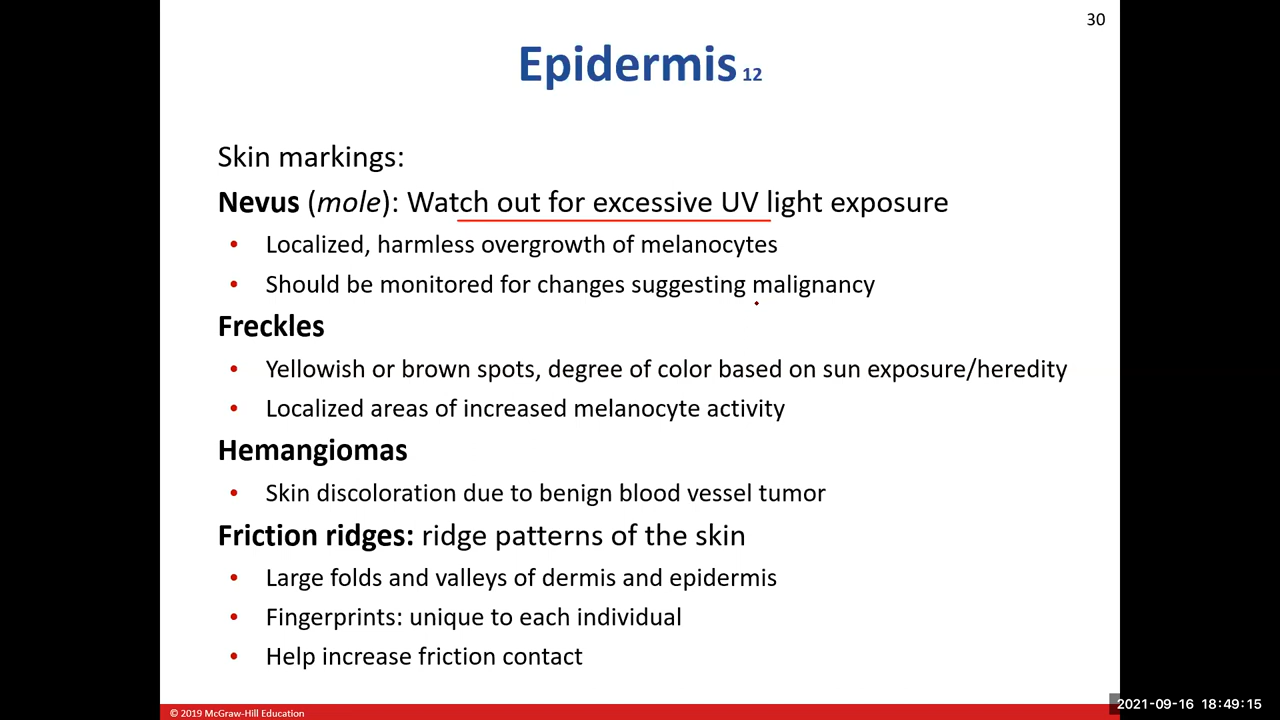 30
Epidermis 12
Skin markings:
Nevus (mole): Watch out for excessive UV light exposure
• Localized, harmless overgrowth of melanocytes
• Should be monitored for changes suggesting malignancy
Freckles
• Yellowish or brown spots, degree of color based on sun exposure/heredity
• Localized areas of increased melanocyte activity
Hemangiomas
• Skin discoloration due to benign blood vessel tumor
Friction ridges: ridge patterns of the skin
• Large folds and valleys of dermis and epidermis
• Fingerprints: unique to each individual
• Help increase friction contact
© 2019 McGraw-Hill Education
2021-09-16 18:49:15